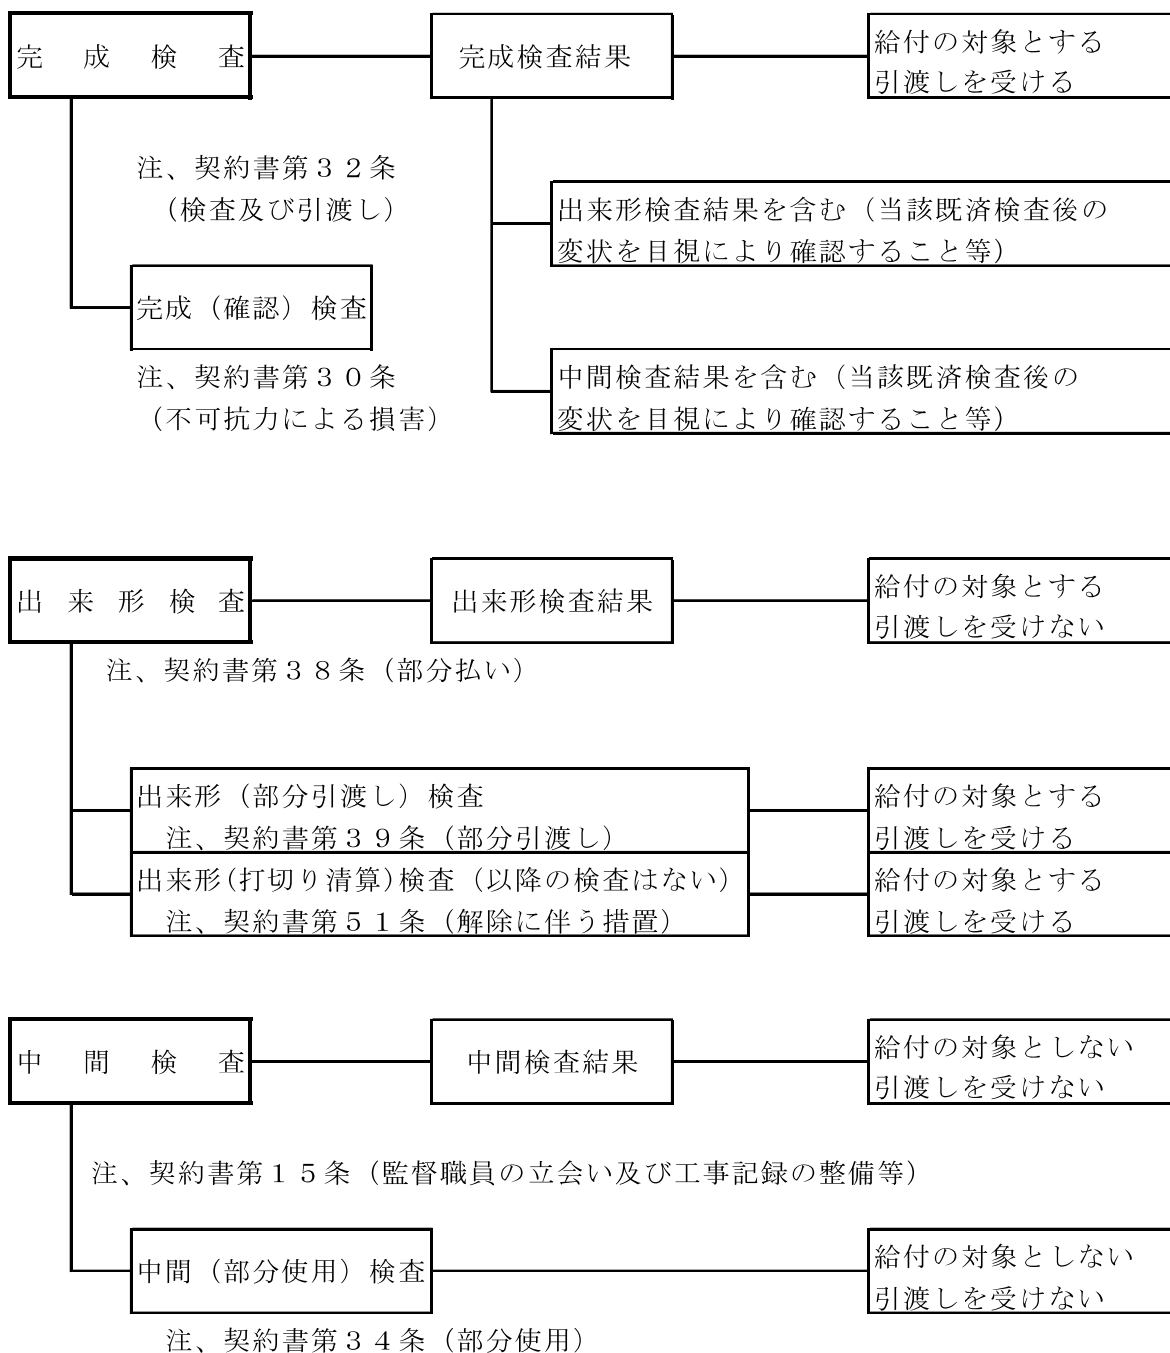 完成検査
完成検査結果
給付の対象とする
引渡しを受ける
注、契約書第３２条
（検査及び引渡し）
出来形検査結果を含む（当該既済検査後の
変状を目視により確認すること等）
完成（確認）検査
注、契約書第３０条
（不可抗力による損害）
中間検査結果を含む（当該既済検査後の
変状を目視により確認すること等）
出来形検査
出来形検査結果
給付の対象とする
引渡しを受けない
注、契約書第３８条（部分払い）
出来形（部分引渡し）検査
注、契約書第３９条（部分引渡し）
給付の対象とする
引渡しを受ける
出来形(打切り清算)検査（以降の検査はない）
注、契約書第５１条（解除に伴う措置）
給付の対象とする
引渡しを受ける
中間検査
中間検査結果
給付の対象としない
引渡しを受けない
注、契約書第１５条（監督職員の立会い及び工事記録の整備等）
中間（部分使用）検査
給付の対象としない
引渡しを受けない
注、契約書第３４条（部分使用）